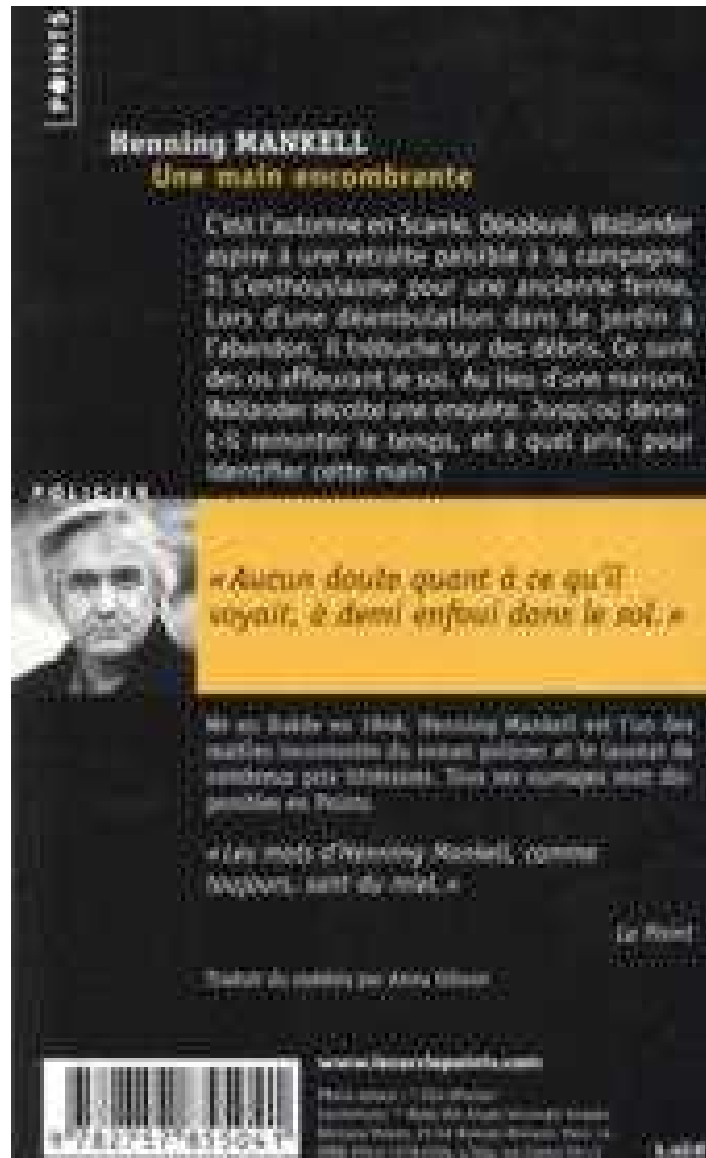 POINTS
Henning MANKELL
Une main encombrante
C'est l'automne en Scanie. Désabusé, Wallander
aspire à une retraite paisible à la campagne.
Il s'enthousiasme pour une ancienne ferme.
Lors d'une déambulation dans le jardin à
l'abandon, il trébuche sur des débris. Ce sont
des os affleurant le sol. Au lieu d'une maison,
Wallander récolte une enquête. Jusqu'où devra-
t-il remonter le temps, et à quel prix, pour
identifier cette main ?
POLICIER
« Aucun doute quant à ce qu'il
voyait, à demi enfoui dans le sol. »
Né en Suède en 1948, Henning Mankell est l'un des
maîtres incontestés du roman policier et le lauréat de
nombreux prix littéraires. Tous ses ouvrages sont dis-
ponibles en Points.
« Les mots d'Henning Mankell, comme
toujours, sont du miel. »
Le Point
Traduit du suédois par Anna Gibson
www.lecerclepoints.com